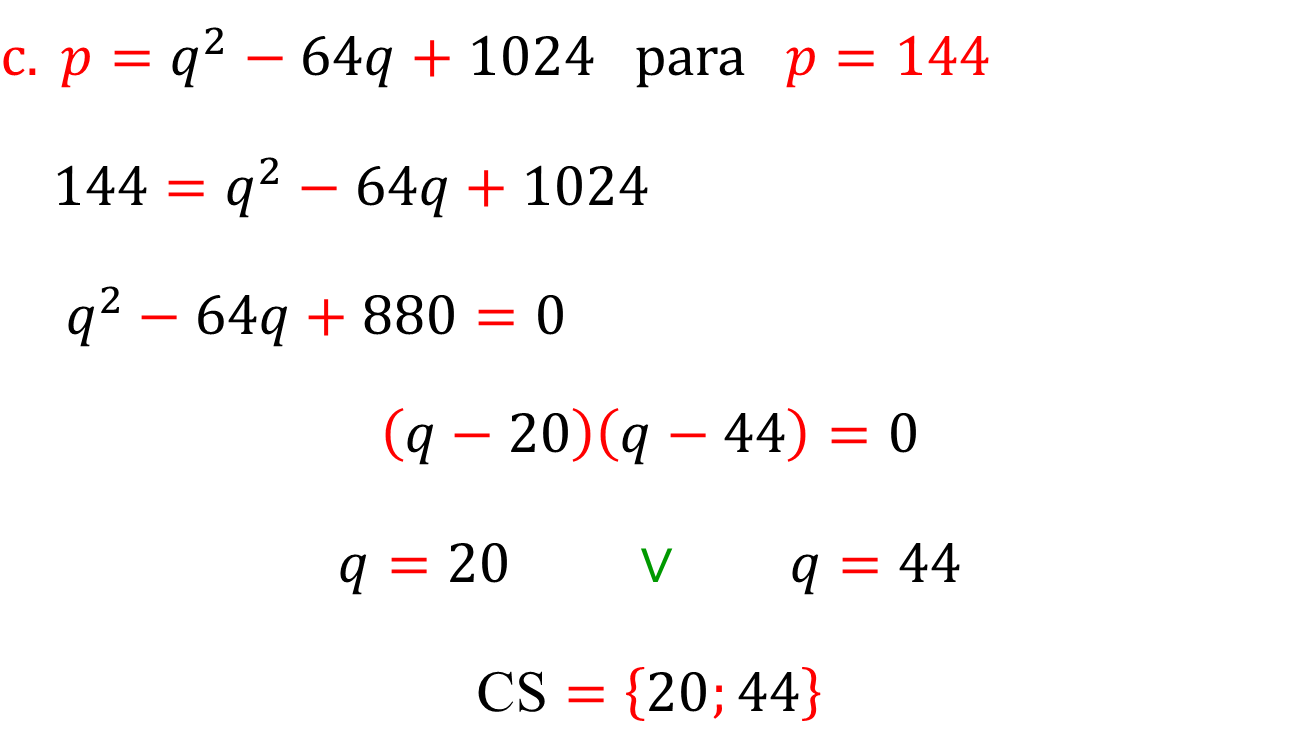 c. p = q² − 64q + 1024 para p = 144
144 = q² − 64q + 1024
q² − 64q + 880 = 0
(q − 20)(q − 44) = 0
q = 20 ∨ q = 44
CS = {20; 44}